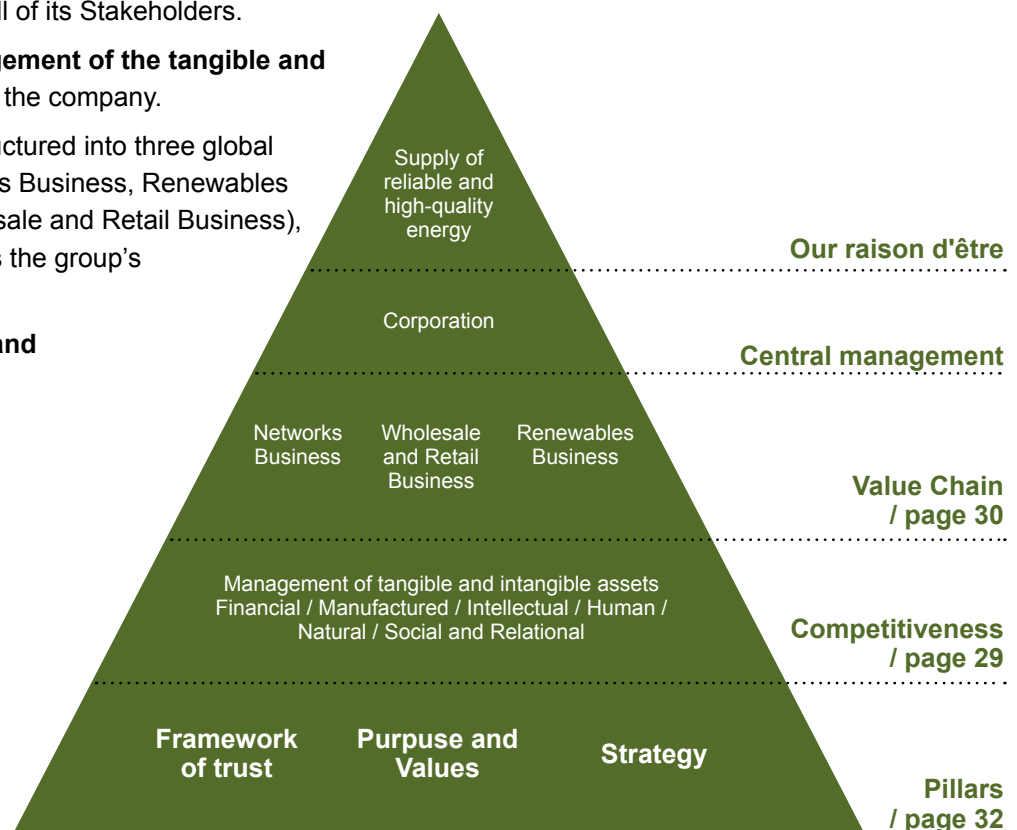 ll of its Stakeholders.
gement of the tangible and
the company.
uctured into three global
s Business, Renewables
sale and Retail Business),
s the group's
and
Supply of
reliable and
high-quality
energy
Our raison d'être
Corporation
Central management
Networks
Business
Wholesale
and Retail
Business
Renewables
Business
Value Chain
/ page 30
Management of tangible and intangible assets
Financial / Manufactured / Intellectual / Human /
Natural / Social and Relational
Competitiveness
/ page 29
Framework
of trust
Purpuse and
Values
Strategy
Pillars
/ page 32